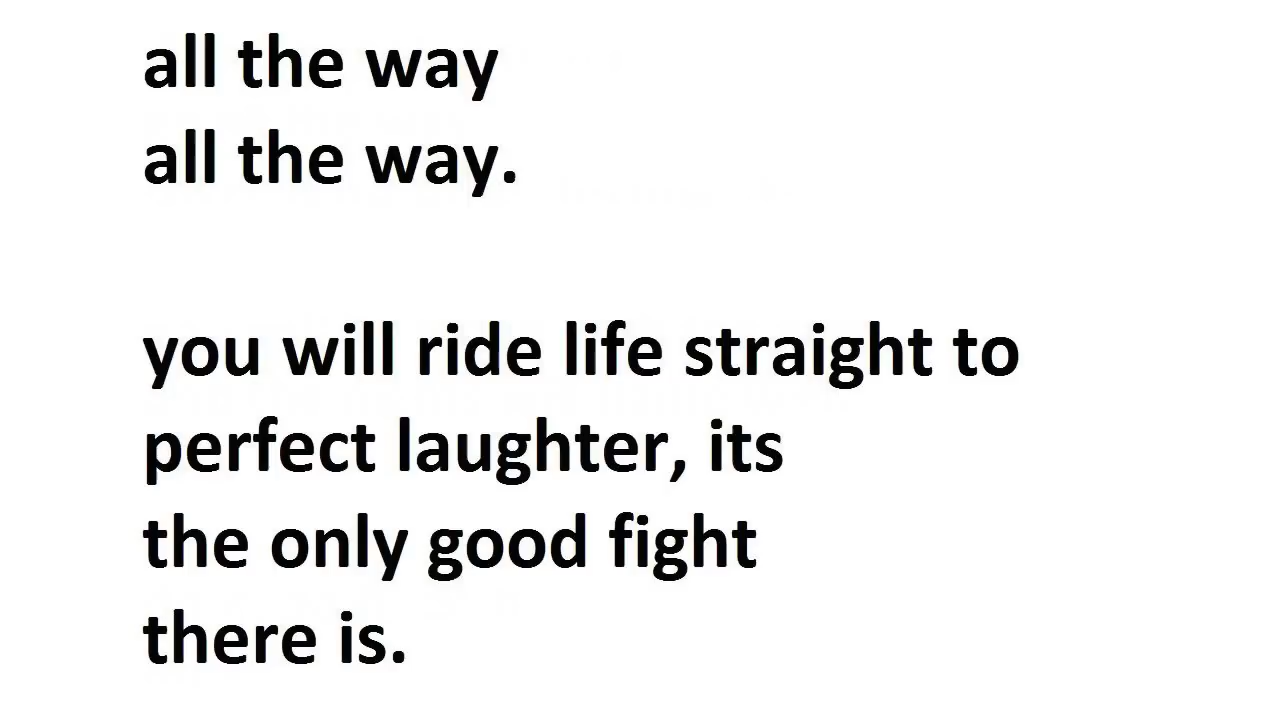 all the way
all the way.
you will ride life straight to
perfect laughter, its
the only good fight
there is.